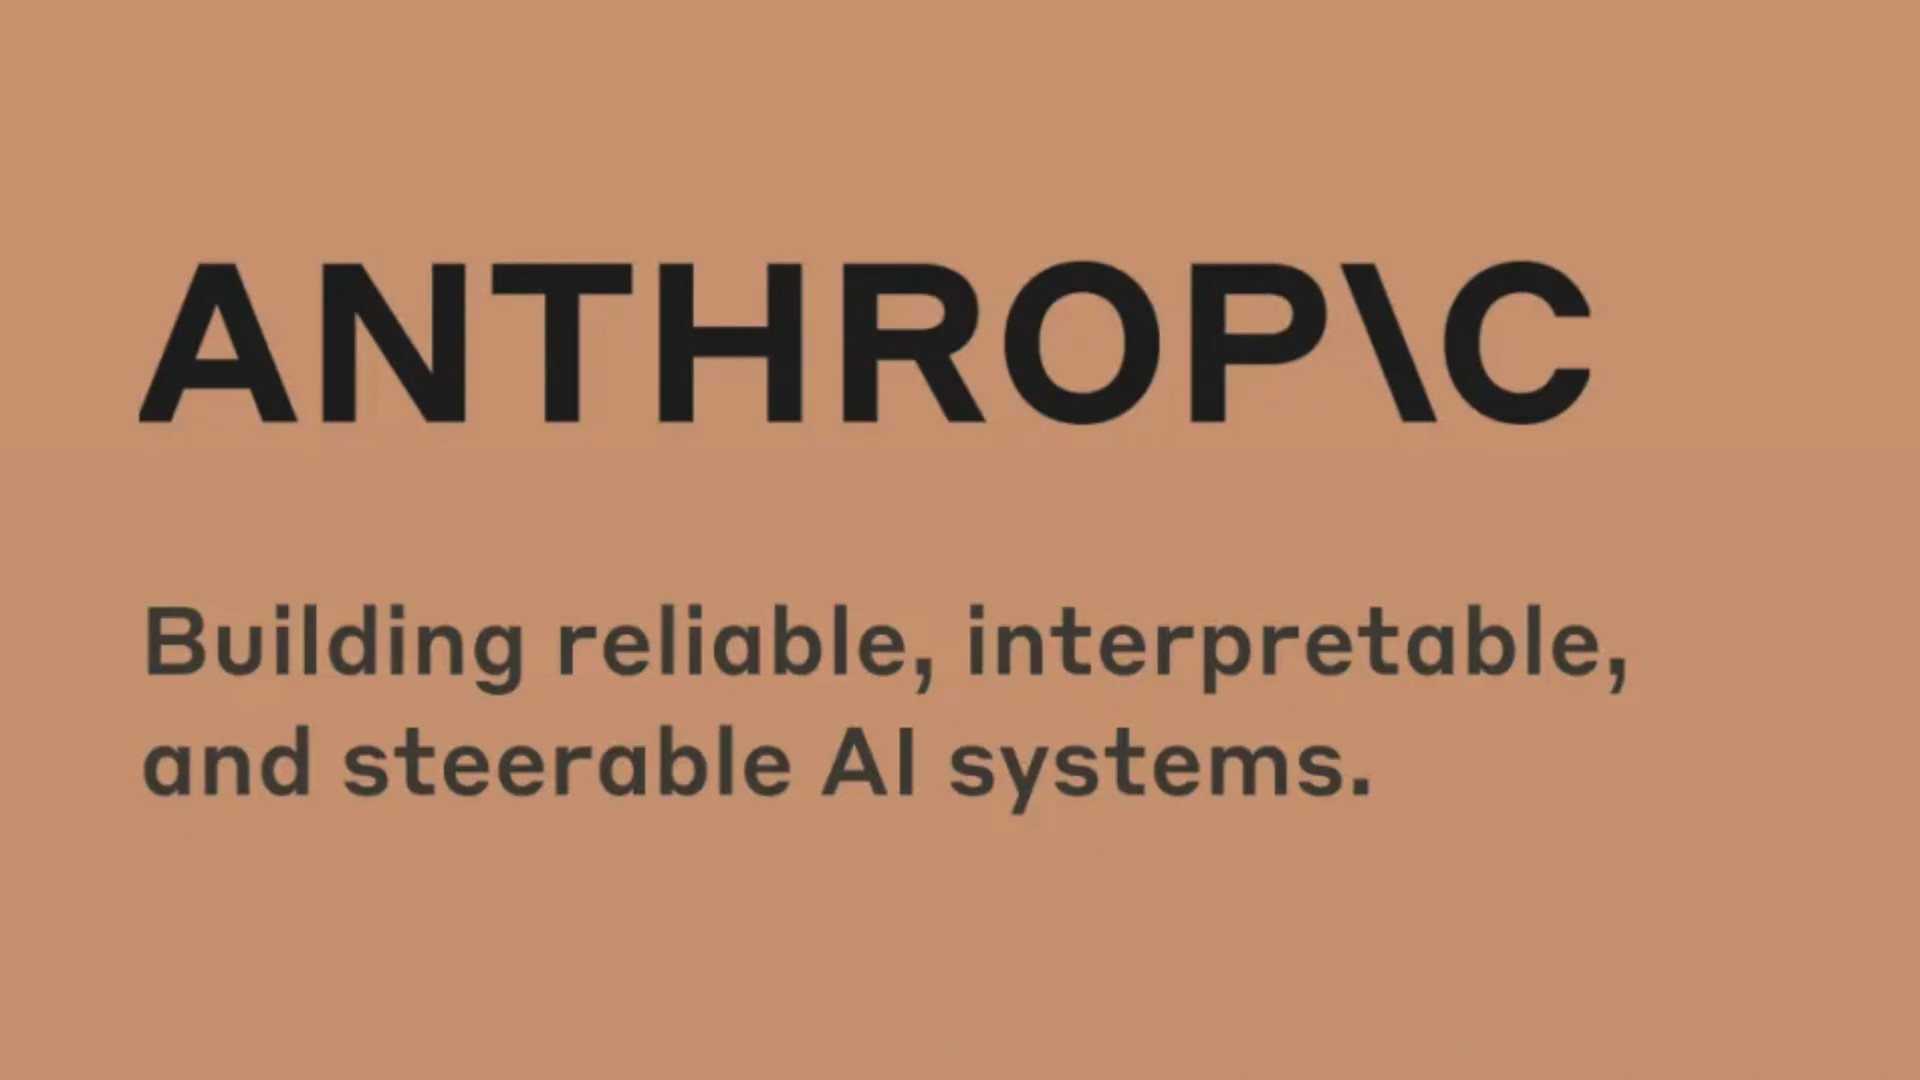 ANTHROP\C
Building reliable, interpretable,
and steerable AI systems.